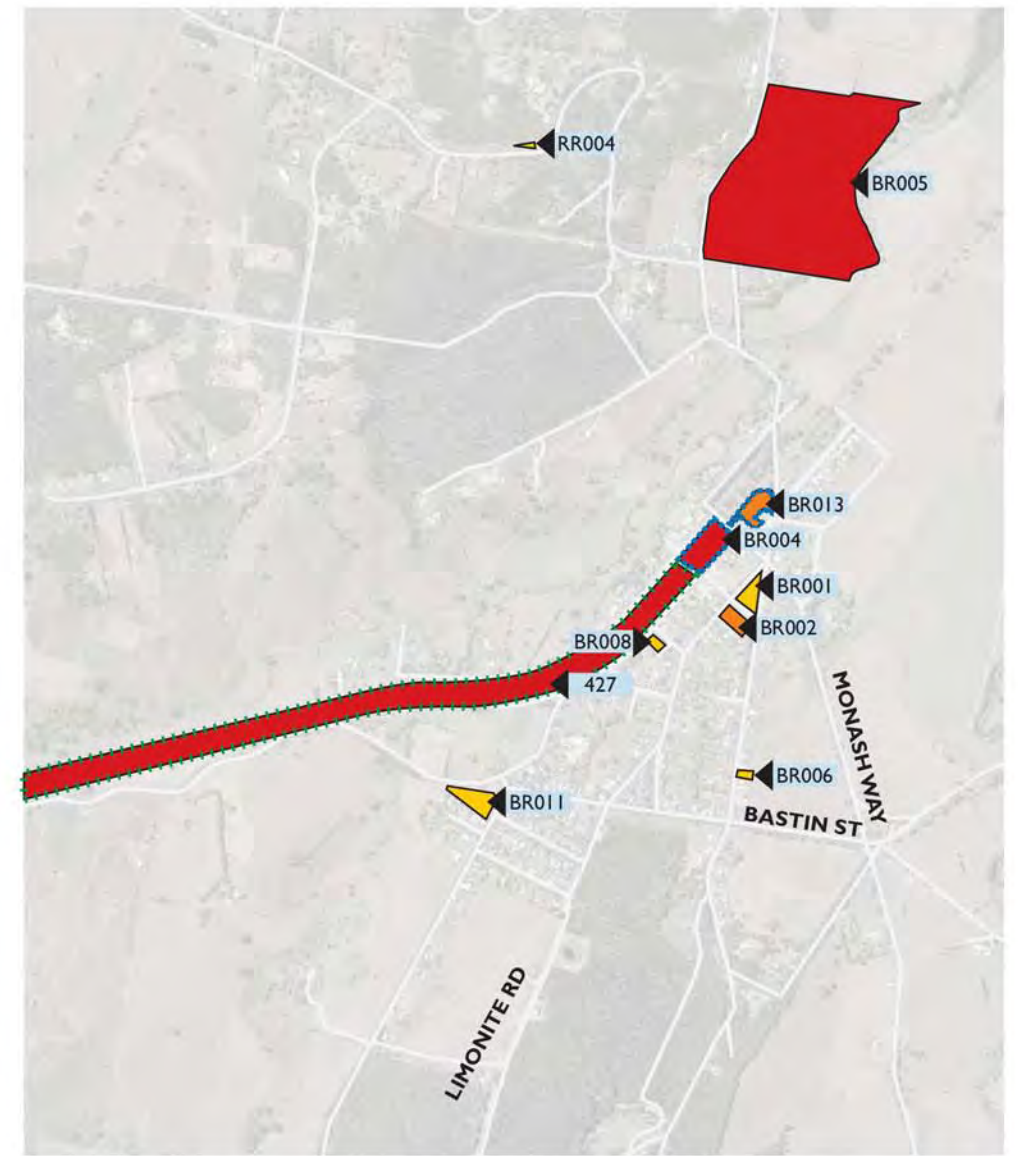 RR004
BR005
BR013
BR004
BR001
BR002
BR008
427
MONASH WAY
BR006
BR011
BASTIN ST
LIMONITE RD